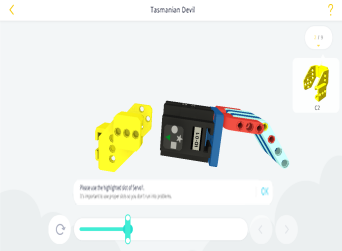 Tasmanian Devil
?
C2
Please use the highlighted slot of Servo1.
It's important to use proper slots so you don't run into problems.
OK